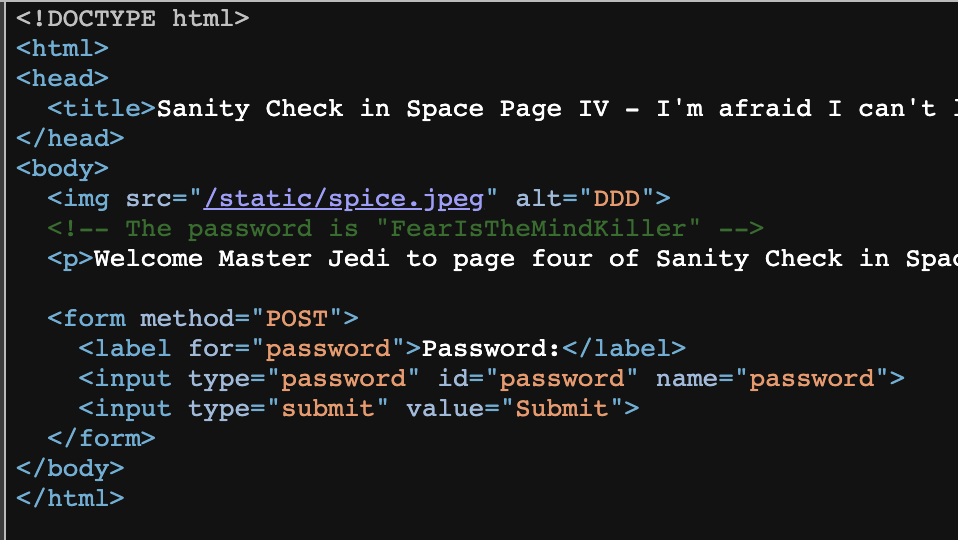 <!DOCTYPE html>
<html>
<head>
<title>Sanity Check in Space Page IV - I'm afraid I can't
</head>
<body>
<img src="/static/spice.jpeg" alt="DDD">
<!-- The password is "FearIsTheMindKiller" -->
<p>Welcome Master Jedi to page four of Sanity Check in
<form method="POST">
<label for="password">Password:</label>
<input type="password" id="password" name="password">
<input type="submit" value="Submit">
</form>
</body>
</html>